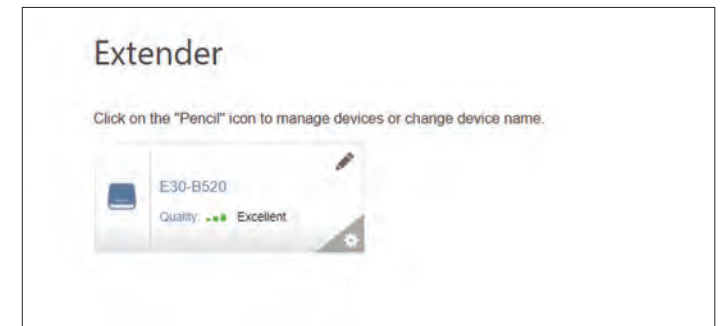 Extender
Click on the "Pencil" icon to manage devices or change device name.
E30-B520
Quality: Excellent